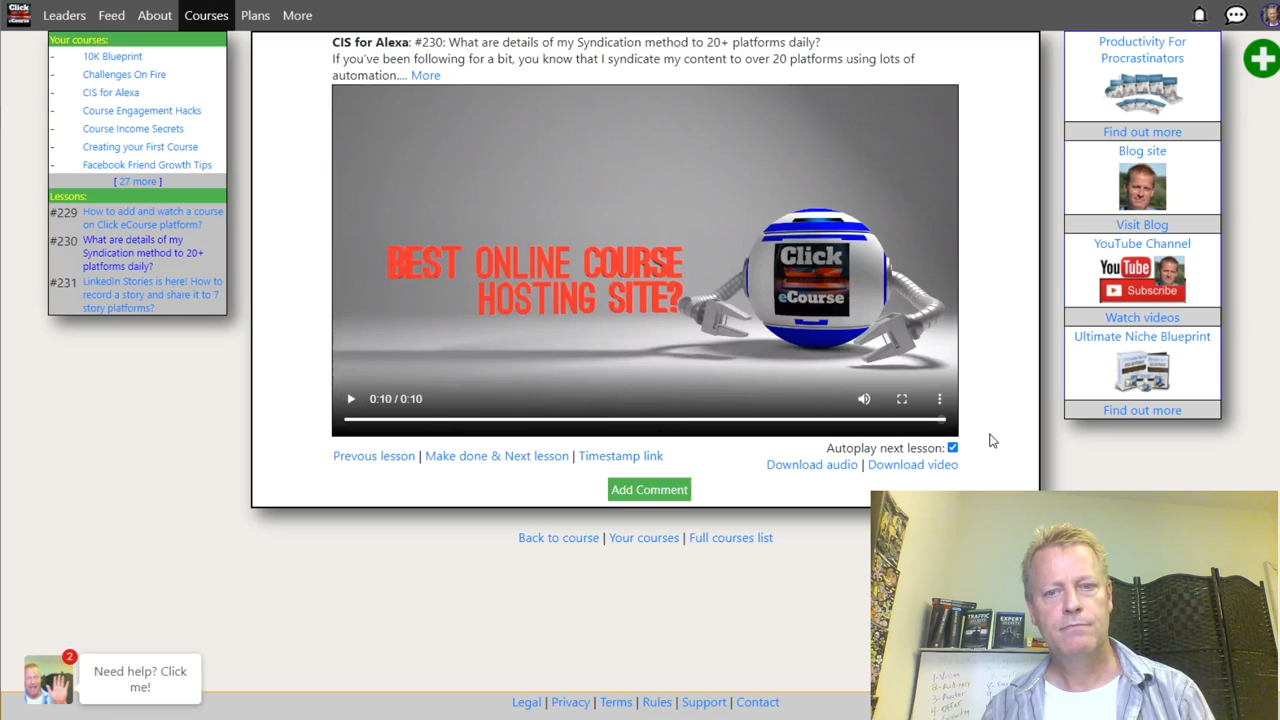 Click
eCourse
Leaders Feed About Courses Plans More
Your courses:
- 10K Blueprint
- Challenges On Fire
- CIS for Alexa
- Course Engagement Hacks
- Course Income Secrets
- Creating your First Course
- Facebook Friend Growth Tips
[ 27 more ]
Lessons:
#229 How to add and watch a course
on Click eCourse platform?
#230 What are details of my
Syndication method to 20+
platforms daily?
#231 LinkedIn Stories is here! How to
record a story and share it to 7
story platforms?
CIS for Alexa: #230: What are details of my Syndication method to 20+ platforms daily?
If you've been following for a bit, you know that I syndicate my content to over 20 platforms using lots of
automation.... More
BEST ONLINE COURSE
HOSTING SITE?
Click
eCourse
0:10 / 0:10
Autoplay next lesson:
Prevous lesson | Make done & Next lesson | Timestamp link
Download audio | Download video
Add Comment
Back to course | Your courses | Full courses list
Productivity For
Procrastinators
Find out more
Blog site
Visit Blog
YouTube Channel
YouTube
Subscribe
Watch videos
Ultimate Niche Blueprint
Find out more
TRAFFIC
SECRETS
EXPERT
SECRETS
2
Need help? Click
me!
Legal | Privacy | Terms | Rules | Support | Contact